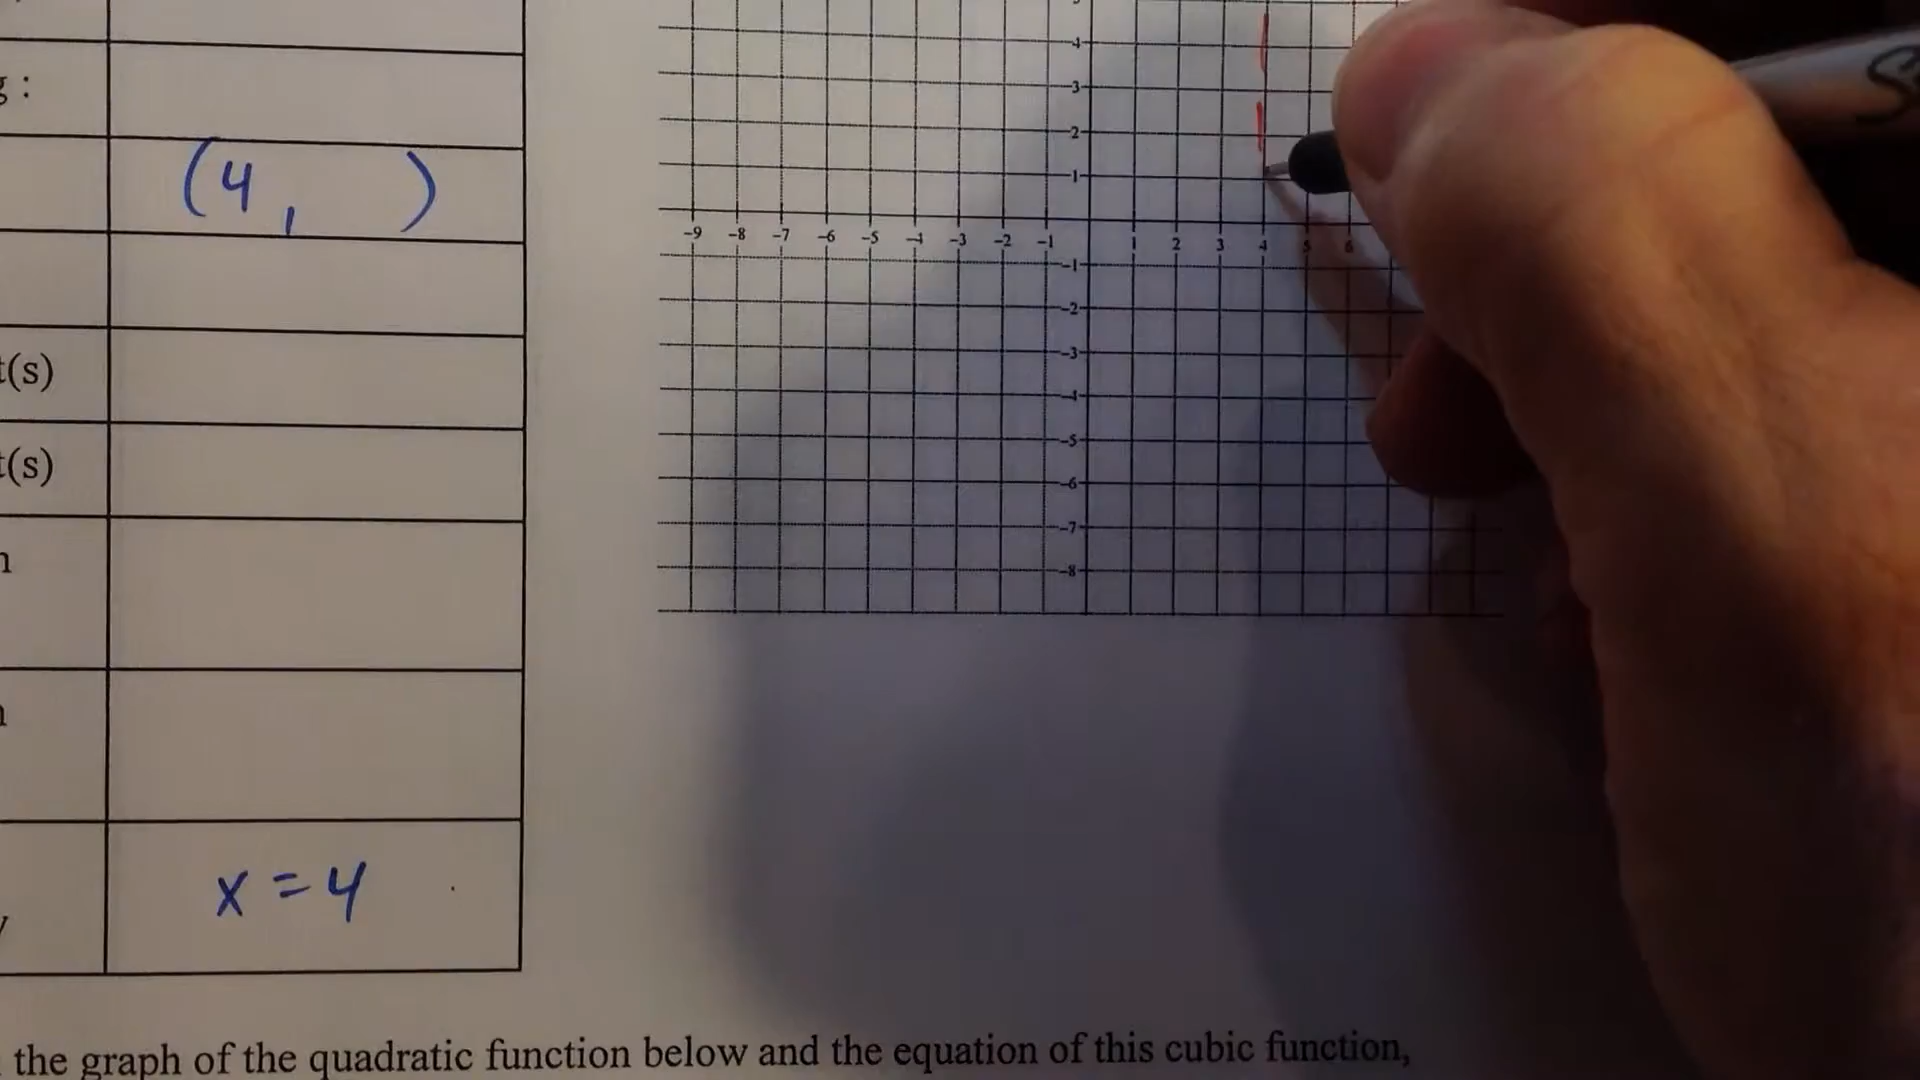 :
(4, )
t(s)
t(s)
x = 4
4
3
2
1
-9 -8 -7 -6 -5 -4 -3 -2 -1 1 2 3 4 5 6
-1
-2
-3
-4
-5
-6
-7
-8
the graph of the quadratic function below and the equation of this cubic function,